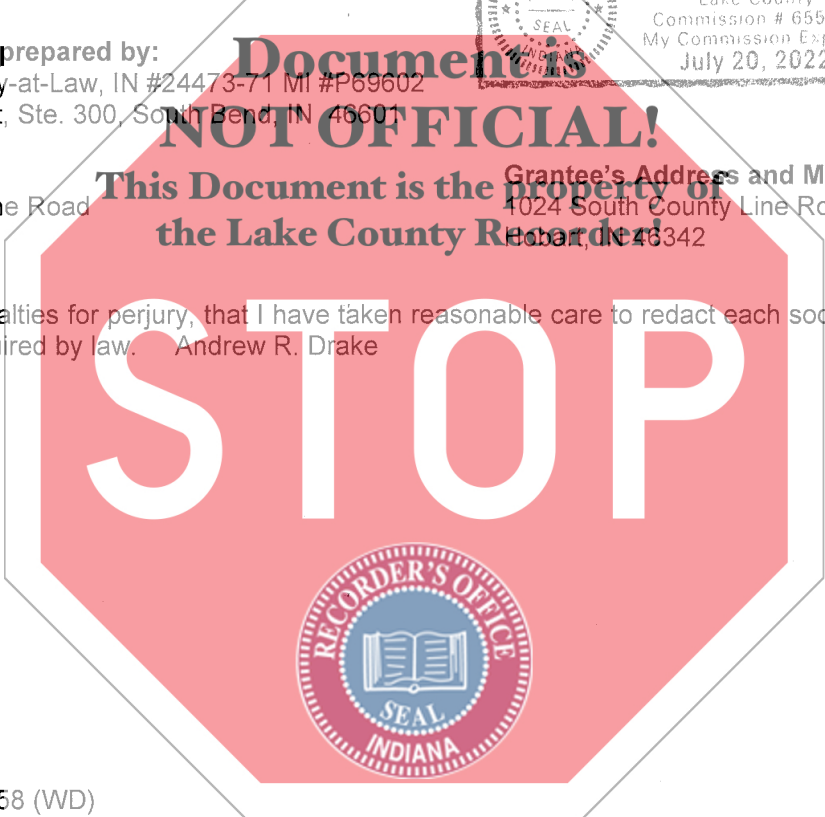 Lake County
Commission # 655
My Commission Exp
July 20, 2022
SEAL
INDIANA
prepared by:
y-at-Law, IN #24473-71 MI #P69602
, Ste. 300, South Bend, IN 46601
Document is
NOT OFFICIAL!
This Document is the property of
the Lake County Recorder!
Grantee's Address and M
ne Road
1024 South County Line Ro
Hobart, IN 46342
alties for perjury, that I have taken reasonable care to redact each soc
ired by law. Andrew R. Drake
STOP
RECORDER'S OFFICE
SEAL
INDIANA
58 (WD)